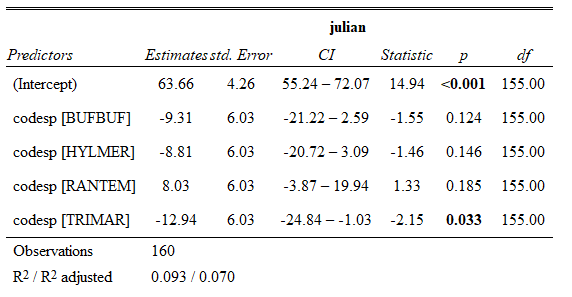 julian
Predictors Estimates std. Error CI Statistic p df
(Intercept) 63.66 4.26 55.24 – 72.07 14.94 <0.001 155.00
codesp [BUFBUF] -9.31 6.03 -21.22 – 2.59 -1.55 0.124 155.00
codesp [HYLMER] -8.81 6.03 -20.72 – 3.09 -1.46 0.146 155.00
codesp [RANTEM] 8.03 6.03 -3.87 – 19.94 1.33 0.185 155.00
codesp [TRIMAR] -12.94 6.03 -24.84 – -1.03 -2.15 0.033 155.00
Observations 160
R2 / R2 adjusted 0.093 / 0.070